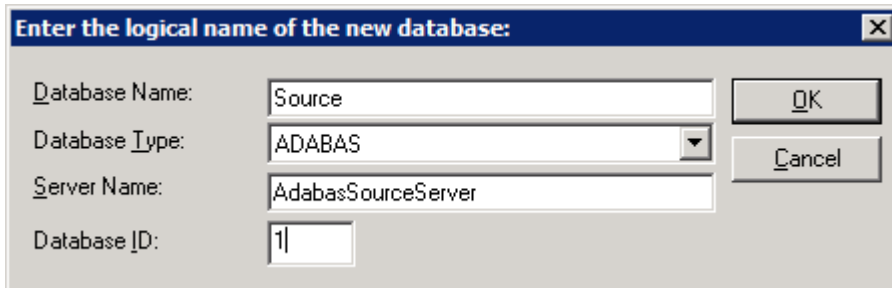 Enter the logical name of the new database:
Database Name: Source OK
Database Type: ADABAS Cancel
Server Name: AdabasSourceServer
Database ID: 1